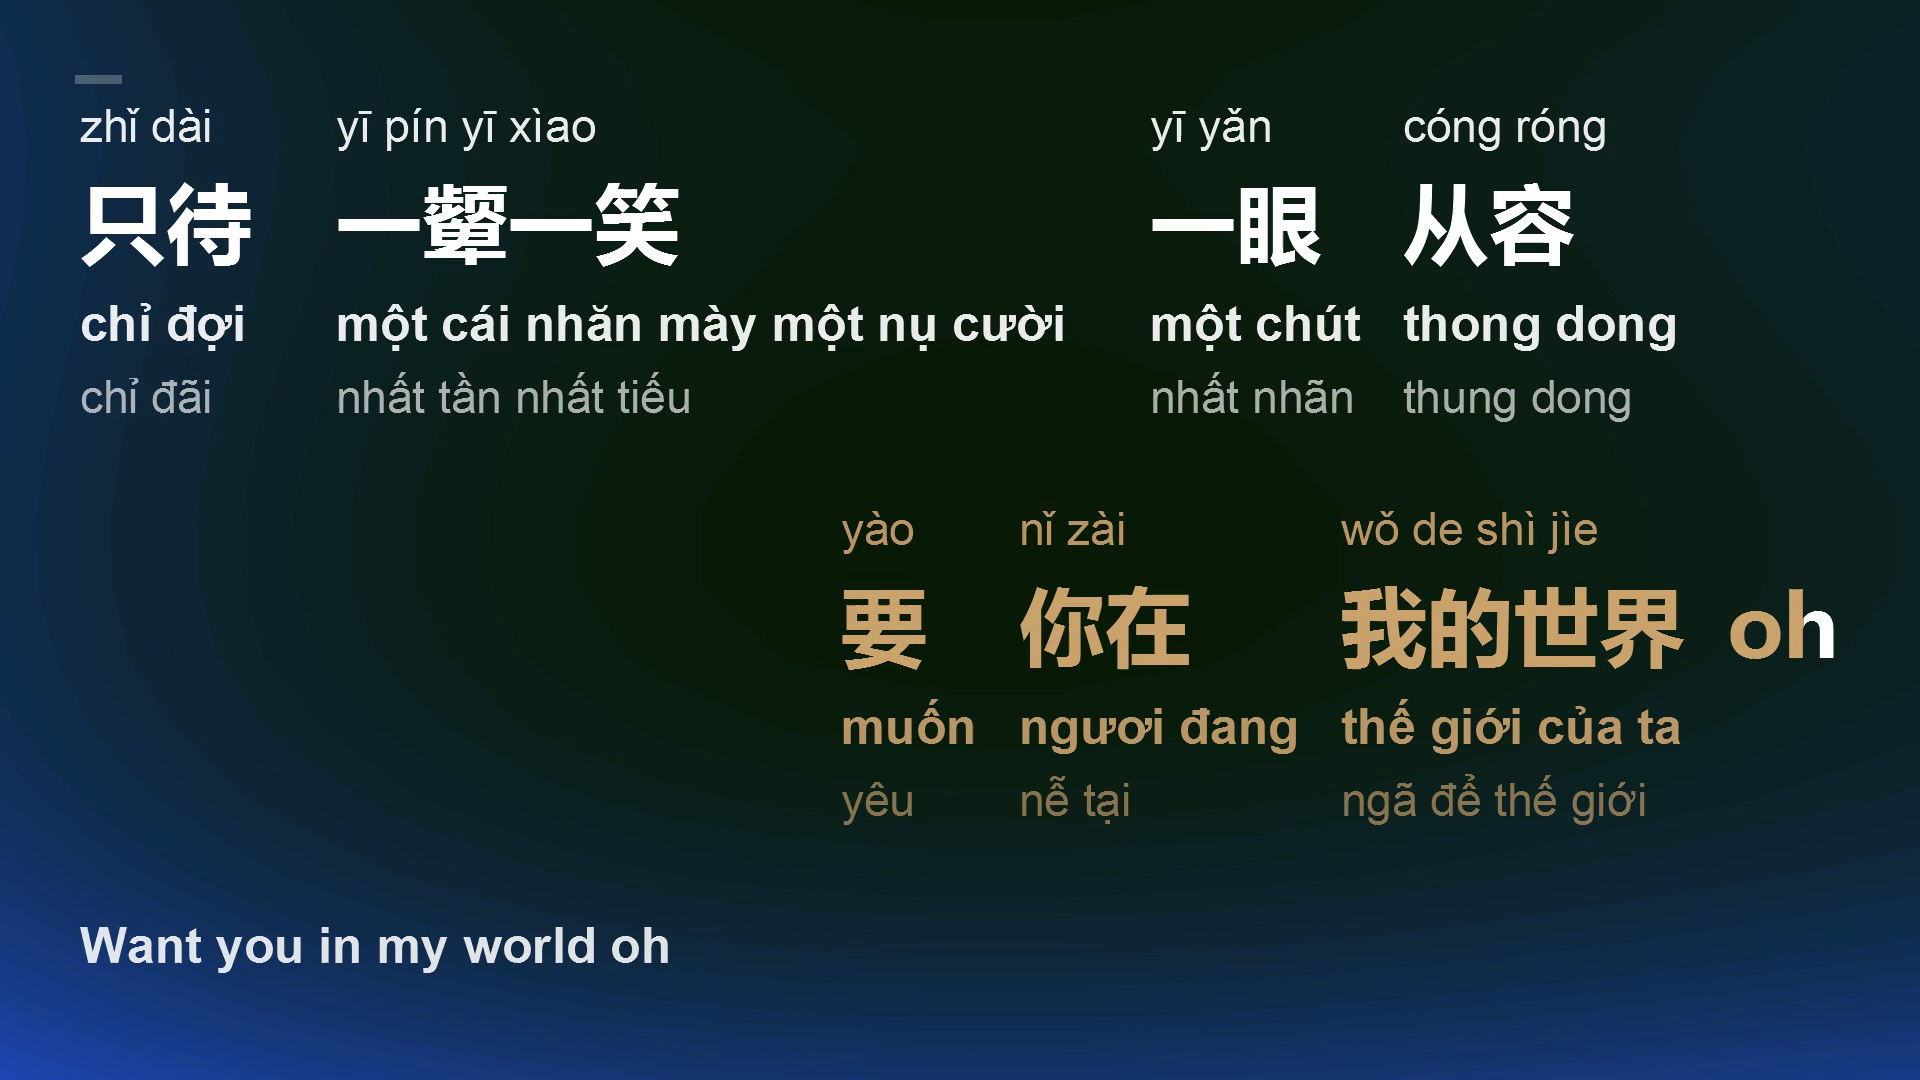 zhǐ dài yī pín yī xìao yī yǎn cóng róng
只待 一颦一笑 一眼 从容
chỉ đợi một cái nhăn mày một nụ cười một chút thong dong
chỉ đãi nhất tần nhất tiếu nhất nhãn thung dong
yào nǐ zài wǒ de shì jìe
要 你在 我的世界 oh
muốn ngươi đang thế giới của ta
yêu nễ tại ngã để thế giới
Want you in my world oh